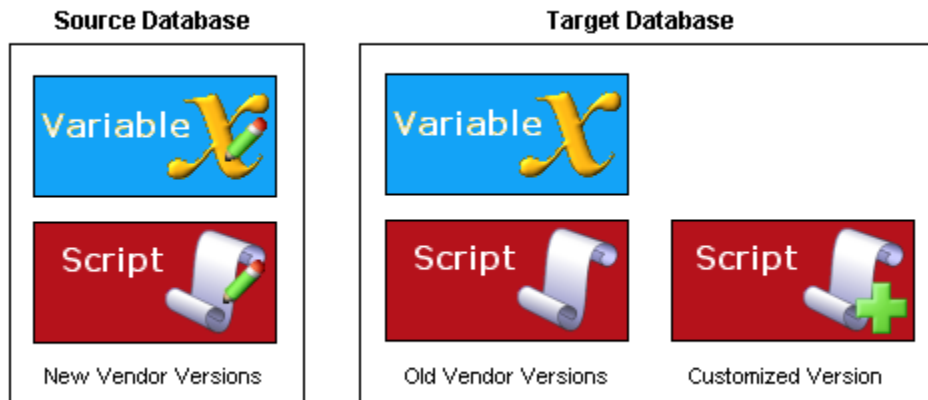 Source Database
Target Database
Variable
Variable
Script
Script
Script
New Vendor Versions
Old Vendor Versions
Customized Version